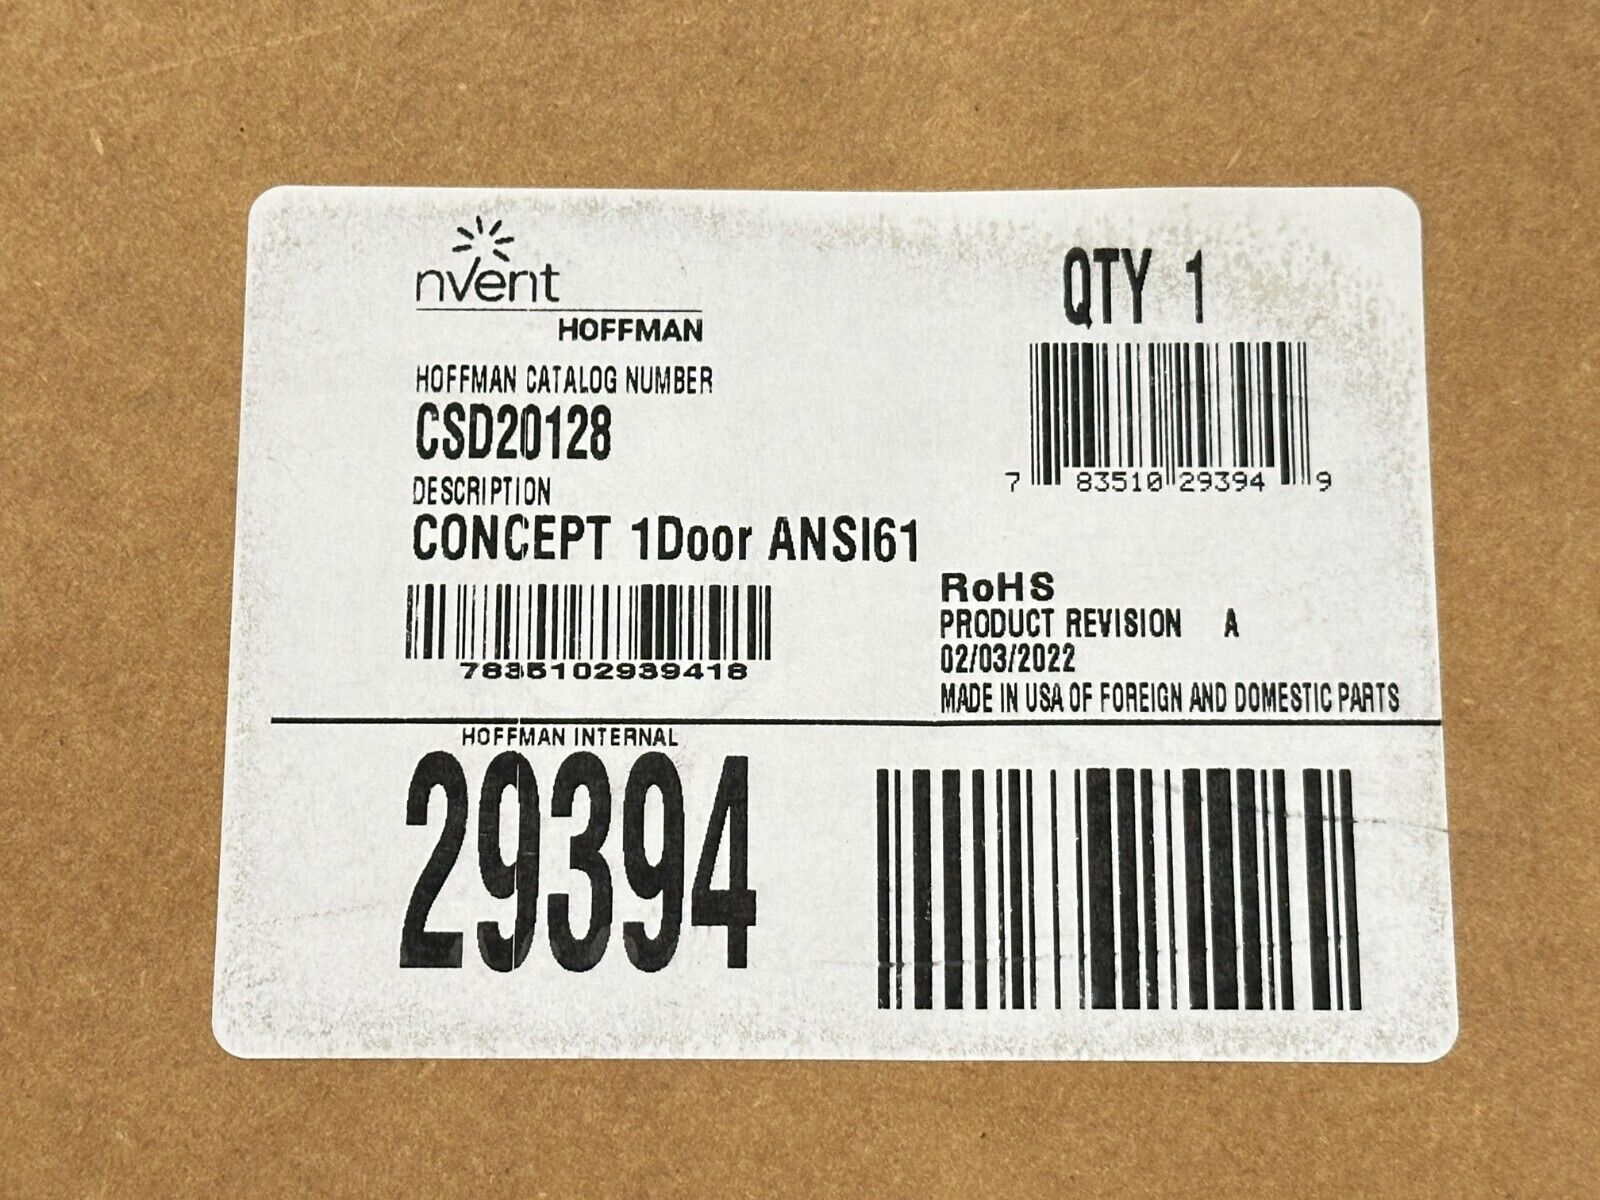 nVent
HOFFMAN
HOFFMAN CATALOG NUMBER
CSD20128
DESCRIPTION
CONCEPT 1Door ANSI61
7835102939418
QTY 1
7 83510 29394 9
RoHS
PRODUCT REVISION A
02/03/2022
MADE IN USA OF FOREIGN AND DOMESTIC PARTS
HOFFMAN INTERNAL
29394